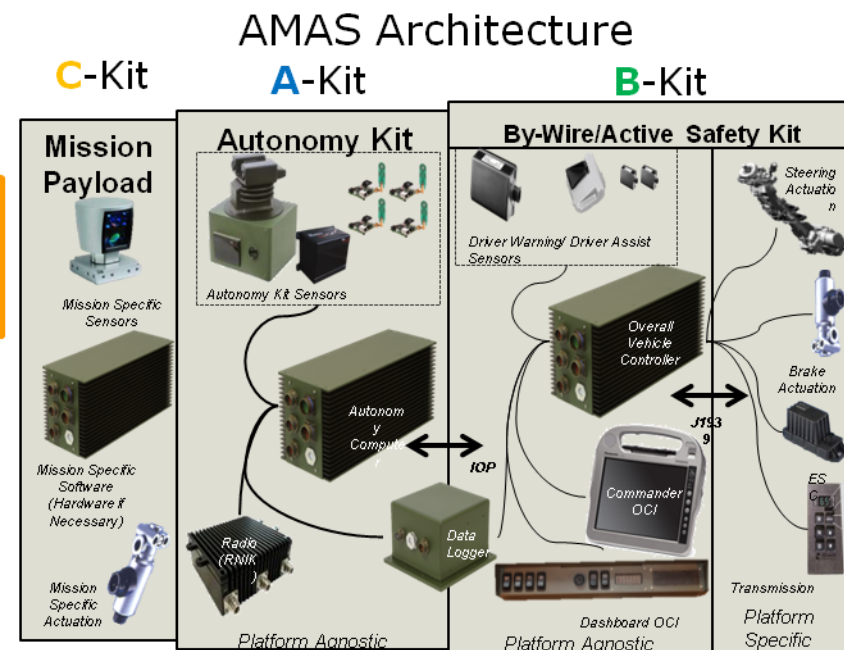 AMAS Architecture
C-Kit
A-Kit
B-Kit
Mission
Payload
Mission Specific
Sensors
Mission Specific
Software
(Hardware if
Necessary)
Mission
Specific
Actuation
Autonomy Kit
Autonomy Kit Sensors
Autonom
y
Compute
r
IOP
Radio
(RNIK
)
Data
Logger
Platform Agnostic
By-Wire/Active Safety Kit
Driver Warning/ Driver Assist
Sensors
Overall
Vehicle
Controller
J193
9
Commander
OCI
Dashboard OCI
Platform Agnostic
Steering
Actuatio
n
Brake
Actuation
ES
C
Transmission
Platform
Specific